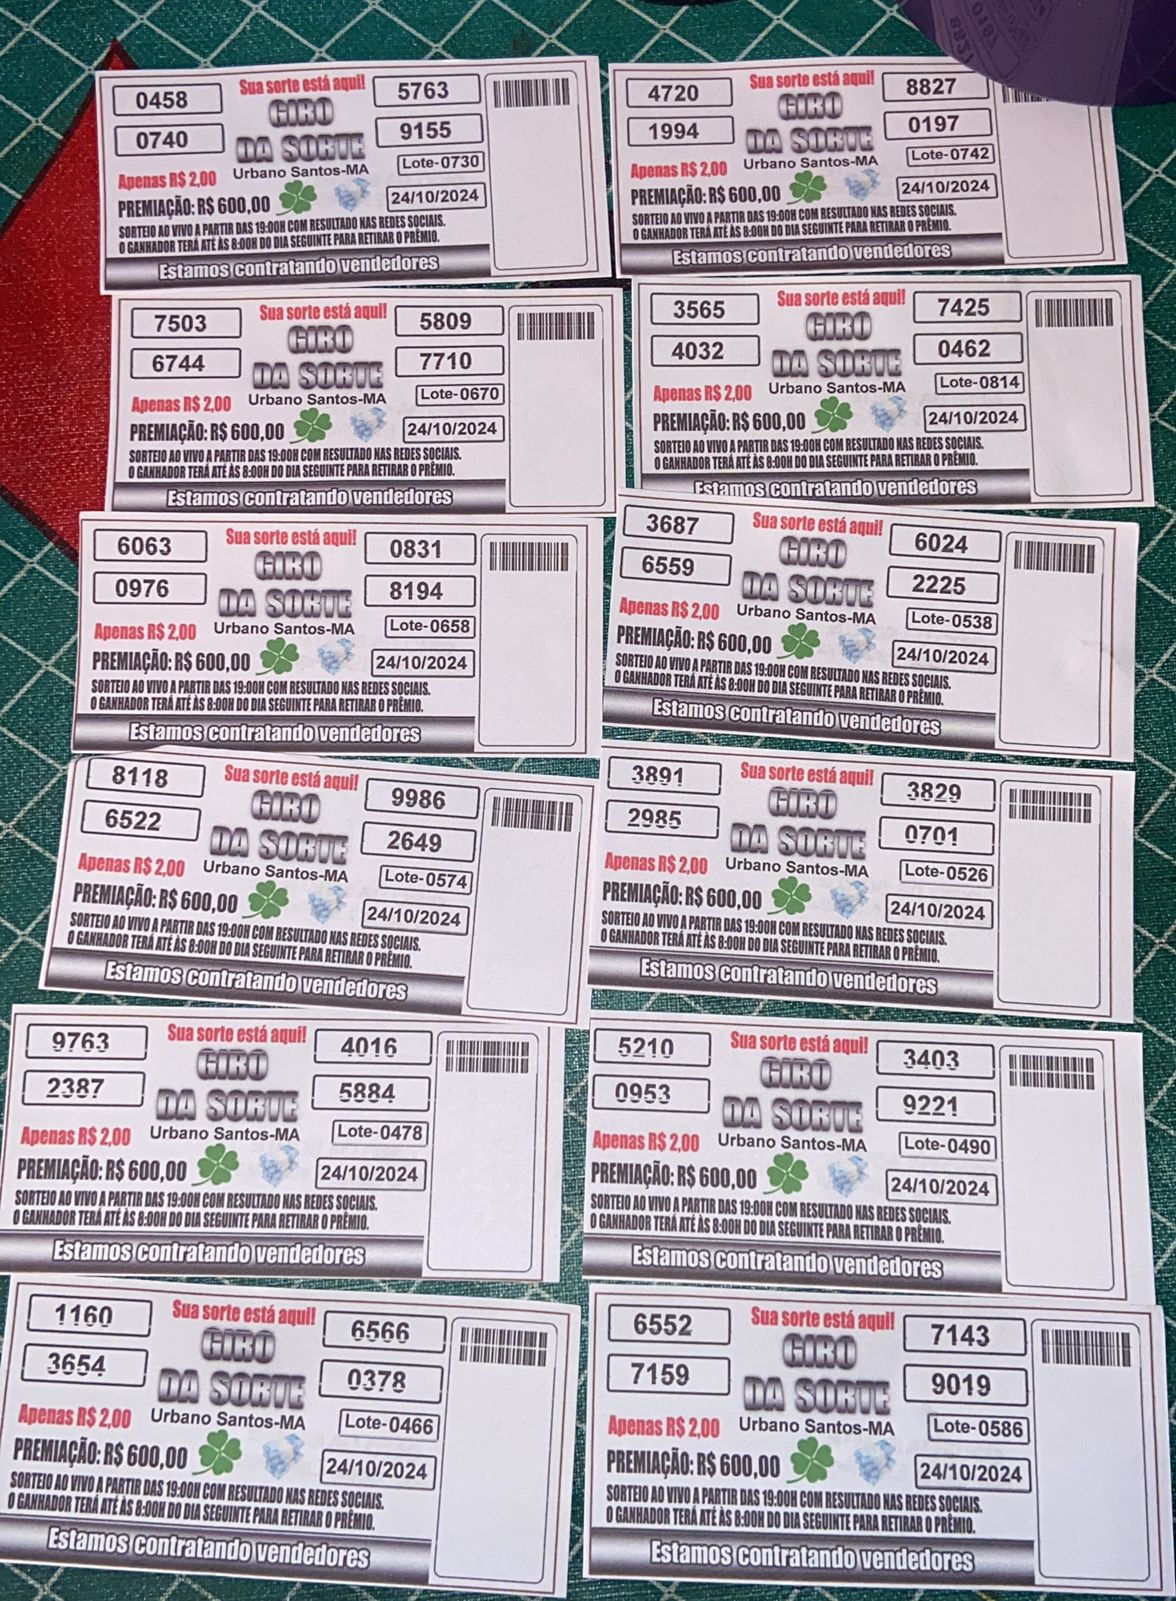 0458
0740
Sua sorte está aqui!
GIRO
DA SORTE
Urbano Santos-MA
5763
9155
Lote-0730
Apenas R$ 2,00
PREMIAÇÃO: R$ 600,00
24/10/2024
SORTEIO AO VIVO A PARTIR DAS 19:00H COM RESULTADO NAS REDES SOCIAIS.
O GANHADOR TERÁ ATÉ ÀS 8:00H DO DIA SEGUINTE PARA RETIRAR O PRÊMIO.
Estamos contratando vendedores
4720
1994
Sua sorte está aqui!
GIRO
DA SORTE
Urbano Santos-MA
8827
0197
Lote-0742
Apenas R$ 2,00
PREMIAÇÃO: R$ 600,00
24/10/2024
SORTEIO AO VIVO A PARTIR DAS 19:00H COM RESULTADO NAS REDES SOCIAIS.
O GANHADOR TERÁ ATÉ ÀS 8:00H DO DIA SEGUINTE PARA RETIRAR O PRÊMIO.
Estamos contratando vendedores
7503
6744
Sua sorte está aqui!
GIRO
DA SORTE
Urbano Santos-MA
5809
7710
Lote-0670
Apenas R$ 2,00
PREMIAÇÃO: R$ 600,00
24/10/2024
SORTEIO AO VIVO A PARTIR DAS 19:00H COM RESULTADO NAS REDES SOCIAIS.
O GANHADOR TERÁ ATÉ ÀS 8:00H DO DIA SEGUINTE PARA RETIRAR O PRÊMIO.
Estamos contratando vendedores
3565
4032
Sua sorte está aqui!
GIRO
DA SORTE
Urbano Santos-MA
7425
0462
Lote-0814
Apenas R$ 2,00
PREMIAÇÃO: R$ 600,00
24/10/2024
SORTEIO AO VIVO A PARTIR DAS 19:00H COM RESULTADO NAS REDES SOCIAIS.
O GANHADOR TERÁ ATÉ ÀS 8:00H DO DIA SEGUINTE PARA RETIRAR O PRÊMIO.
Estamos contratando vendedores
6063
0976
Sua sorte está aqui!
GIRO
DA SORTE
Urbano Santos-MA
0831
8194
Lote-0658
Apenas R$ 2,00
PREMIAÇÃO: R$ 600,00
24/10/2024
SORTEIO AO VIVO A PARTIR DAS 19:00H COM RESULTADO NAS REDES SOCIAIS.
O GANHADOR TERÁ ATÉ ÀS 8:00H DO DIA SEGUINTE PARA RETIRAR O PRÊMIO.
Estamos contratando vendedores
3687
6559
Sua sorte está aqui!
GIRO
DA SORTE
Urbano Santos-MA
6024
2225
Lote-0538
Apenas R$ 2,00
PREMIAÇÃO: R$ 600,00
24/10/2024
SORTEIO AO VIVO A PARTIR DAS 19:00H COM RESULTADO NAS REDES SOCIAIS.
O GANHADOR TERÁ ATÉ ÀS 8:00H DO DIA SEGUINTE PARA RETIRAR O PRÊMIO.
Estamos contratando vendedores
8118
6522
Sua sorte está aqui!
GIRO
DA SORTE
Urbano Santos-MA
9986
2649
Lote-0574
Apenas R$ 2,00
PREMIAÇÃO: R$ 600,00
24/10/2024
SORTEIO AO VIVO A PARTIR DAS 19:00H COM RESULTADO NAS REDES SOCIAIS.
O GANHADOR TERÁ ATÉ ÀS 8:00H DO DIA SEGUINTE PARA RETIRAR O PRÊMIO.
Estamos contratando vendedores
3891
2985
Sua sorte está aqui!
GIRO
DA SORTE
Urbano Santos-MA
3829
0701
Lote-0526
Apenas R$ 2,00
PREMIAÇÃO: R$ 600,00
24/10/2024
SORTEIO AO VIVO A PARTIR DAS 19:00H COM RESULTADO NAS REDES SOCIAIS.
O GANHADOR TERÁ ATÉ ÀS 8:00H DO DIA SEGUINTE PARA RETIRAR O PRÊMIO.
Estamos contratando vendedores
9763
2387
Sua sorte está aqui!
GIRO
DA SORTE
Urbano Santos-MA
4016
5884
Lote-0478
Apenas R$ 2,00
PREMIAÇÃO: R$ 600,00
24/10/2024
SORTEIO AO VIVO A PARTIR DAS 19:00H COM RESULTADO NAS REDES SOCIAIS.
O GANHADOR TERÁ ATÉ ÀS 8:00H DO DIA SEGUINTE PARA RETIRAR O PRÊMIO.
Estamos contratando vendedores
5210
0953
Sua sorte está aqui!
GIRO
DA SORTE
Urbano Santos-MA
3403
9221
Lote-0490
Apenas R$ 2,00
PREMIAÇÃO: R$ 600,00
24/10/2024
SORTEIO AO VIVO A PARTIR DAS 19:00H COM RESULTADO NAS REDES SOCIAIS.
O GANHADOR TERÁ ATÉ ÀS 8:00H DO DIA SEGUINTE PARA RETIRAR O PRÊMIO.
Estamos contratando vendedores
1160
3654
Sua sorte está aqui!
GIRO
DA SORTE
Urbano Santos-MA
6566
0378
Lote-0466
Apenas R$ 2,00
PREMIAÇÃO: R$ 600,00
24/10/2024
SORTEIO AO VIVO A PARTIR DAS 19:00H COM RESULTADO NAS REDES SOCIAIS.
O GANHADOR TERÁ ATÉ ÀS 8:00H DO DIA SEGUINTE PARA RETIRAR O PRÊMIO.
Estamos contratando vendedores
6552
7159
Sua sorte está aqui!
GIRO
DA SORTE
Urbano Santos-MA
7143
9019
Lote-0586
Apenas R$ 2,00
PREMIAÇÃO: R$ 600,00
24/10/2024
SORTEIO AO VIVO A PARTIR DAS 19:00H COM RESULTADO NAS REDES SOCIAIS.
O GANHADOR TERÁ ATÉ ÀS 8:00H DO DIA SEGUINTE PARA RETIRAR O PRÊMIO.
Estamos contratando vendedores